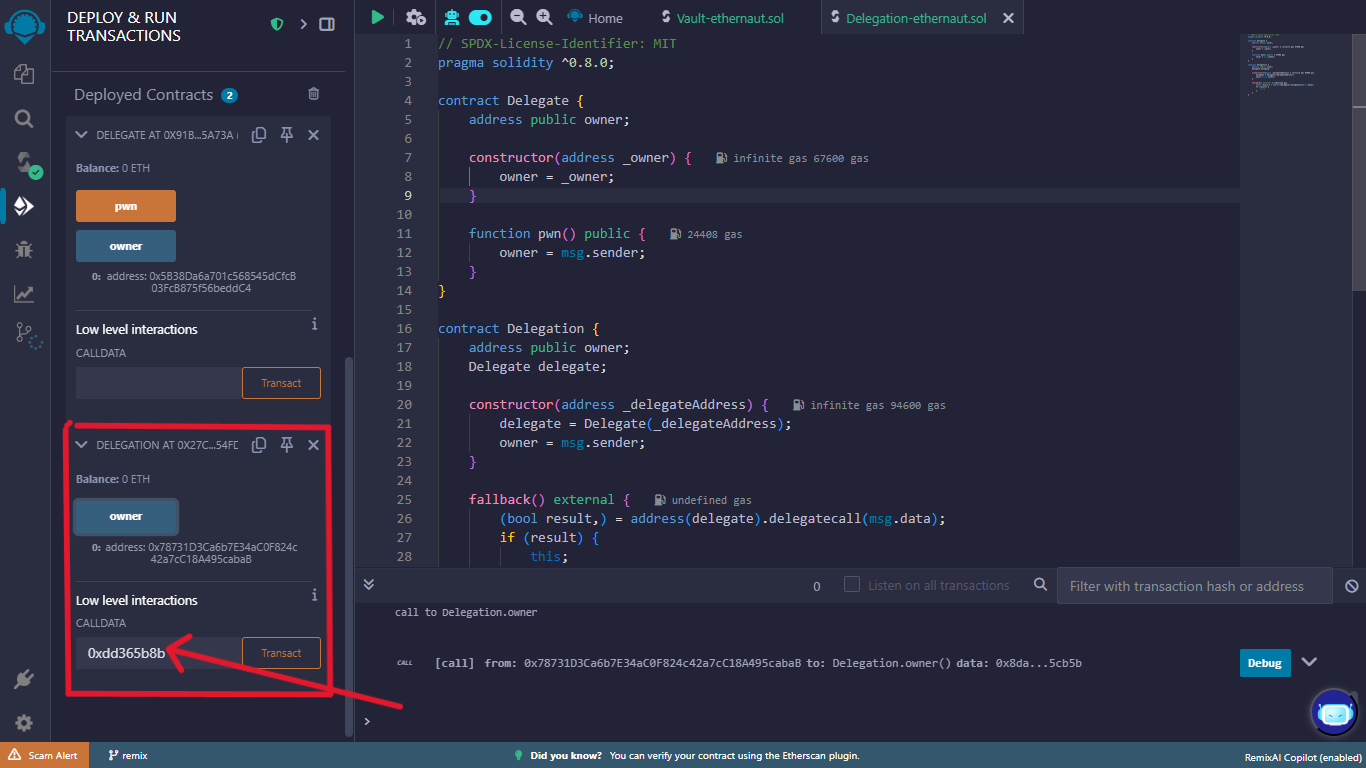 DEPLOY & RUN
TRANSACTIONS
Deployed Contracts 2
DELEGATE AT 0X91B...5A73A
Balance: 0 ETH
pwn
owner
0: address: 0x5B38Da6a701c568545dCfcB
03FcB875f56beddC4
Low level interactions
i
CALLDATA
Transact
DELEGATION AT 0X27C...54FD
Balance: 0 ETH
owner
0: address: 0x78731D3Ca6b7E34aC0F824c
42a7cC18A495cabaB
Low level interactions
i
CALLDATA
0xdd365b8b
Transact
Home
Vault-ethernaut.sol
Delegation-ethernaut.sol
1 // SPDX-License-Identifier: MIT
2 pragma solidity ^0.8.0;
3
4 contract Delegate {
5 address public owner;
6
7 constructor(address _owner) { infinite gas 67600 gas
8 owner = _owner;
9 }
10
11 function pwn() public { 24408 gas
12 owner = msg.sender;
13 }
14 }
15
16 contract Delegation {
17 address public owner;
18 Delegate delegate;
19
20 constructor(address _delegateAddress) { infinite gas 94600 gas
21 delegate = Delegate(_delegateAddress);
22 owner = msg.sender;
23 }
24
25 fallback() external { undefined gas
26 (bool result,) = address(delegate).delegatecall(msg.data);
27 if (result) {
28 this;
0 Listen on all transactions Filter with transaction hash or address
call to Delegation.owner
CALL [call] from: 0x78731D3Ca6b7E34aC0F824c42a7cC18A495cabaB to: Delegation.owner() data: 0x8da...5cb5b Debug
>
Scam Alert remix Did you know? You can verify your contract using the Etherscan plugin. RemixAI Copilot (enabled)